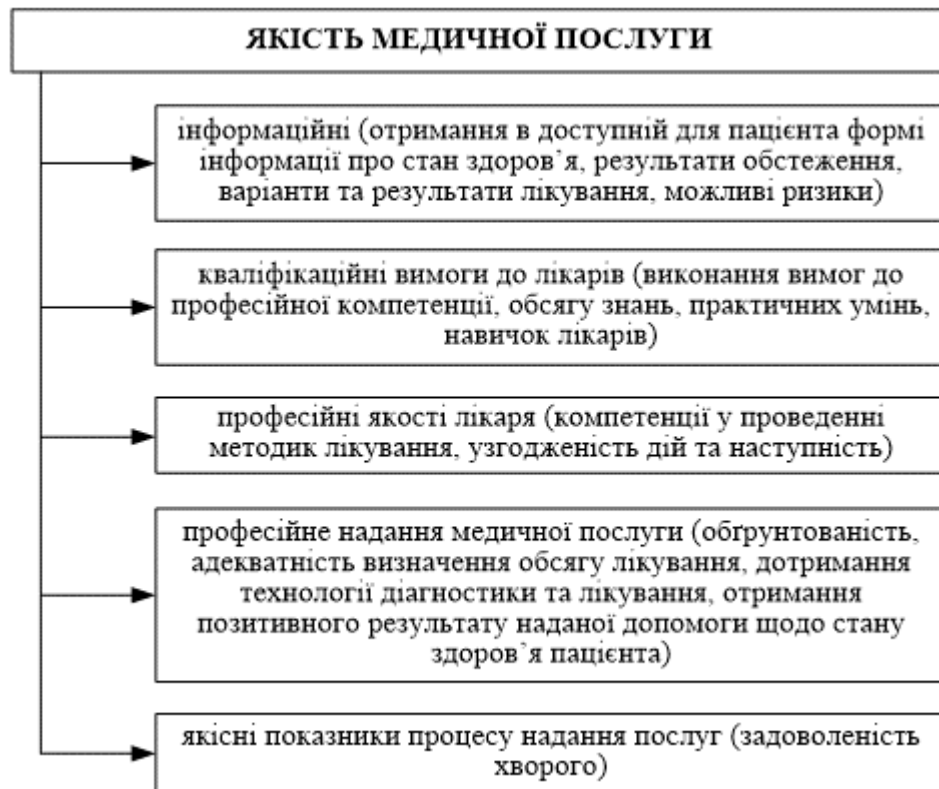 ЯКІСТЬ МЕДИЧНОЇ ПОСЛУГИ
інформаційні (отримання в доступній для пацієнта формі
інформації про стан здоров’я, результати обстеження,
варіанти та результати лікування, можливі ризики)
кваліфікаційні вимоги до лікарів (виконання вимог до
професійної компетенції, обсягу знань, практичних умінь,
навичок лікарів)
професійні якості лікаря (компетенції у проведенні
методик лікування, узгодженість дій та наступність)
професійне надання медичної послуги (обґрунтованість,
адекватність визначення обсягу лікування, дотримання
технології діагностики та лікування, отримання
позитивного результату наданої допомоги щодо стану
здоров’я пацієнта)
якісні показники процесу надання послуг (задоволеність
хворого)